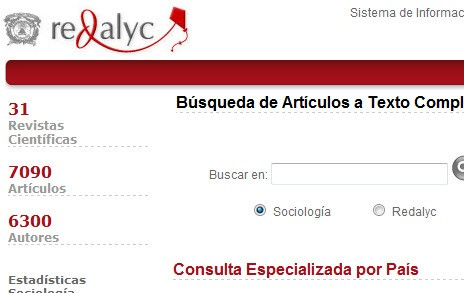 redalyc
Sistema de Informac
31
Revistas
Científicas
7090
Artículos
6300
Autores
Estadísticas
Sociología
Búsqueda de Artículos a Texto Compl
Buscar en:
Sociología
Redalyc
Consulta Especializada por País